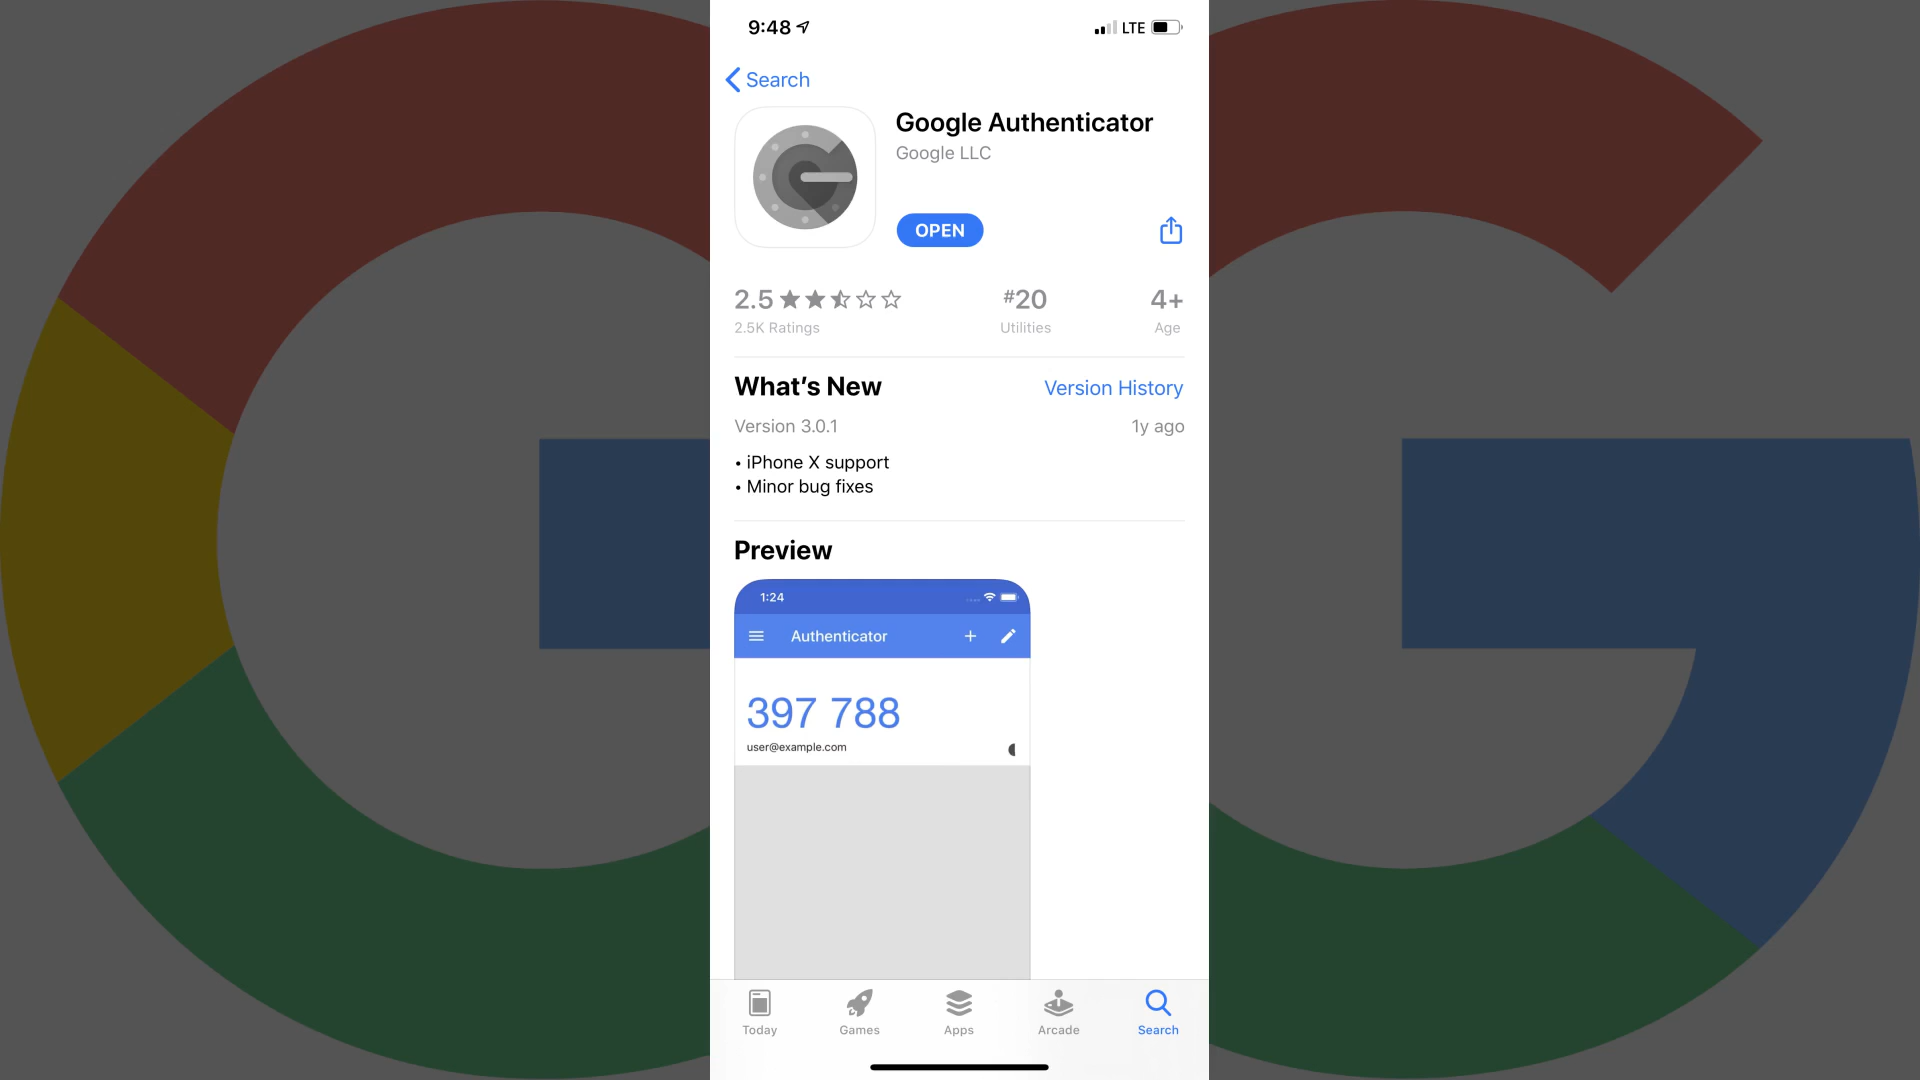 9:48
LTE
Search
Google Authenticator
Google LLC
OPEN
2.5
#20
4+
2.5K Ratings
Utilities
Age
What's New
Version History
Version 3.0.1
1y ago
• iPhone X support
• Minor bug fixes
Preview
1:24
Authenticator
397 788
user@example.com
Today
Games
Apps
Arcade
Search